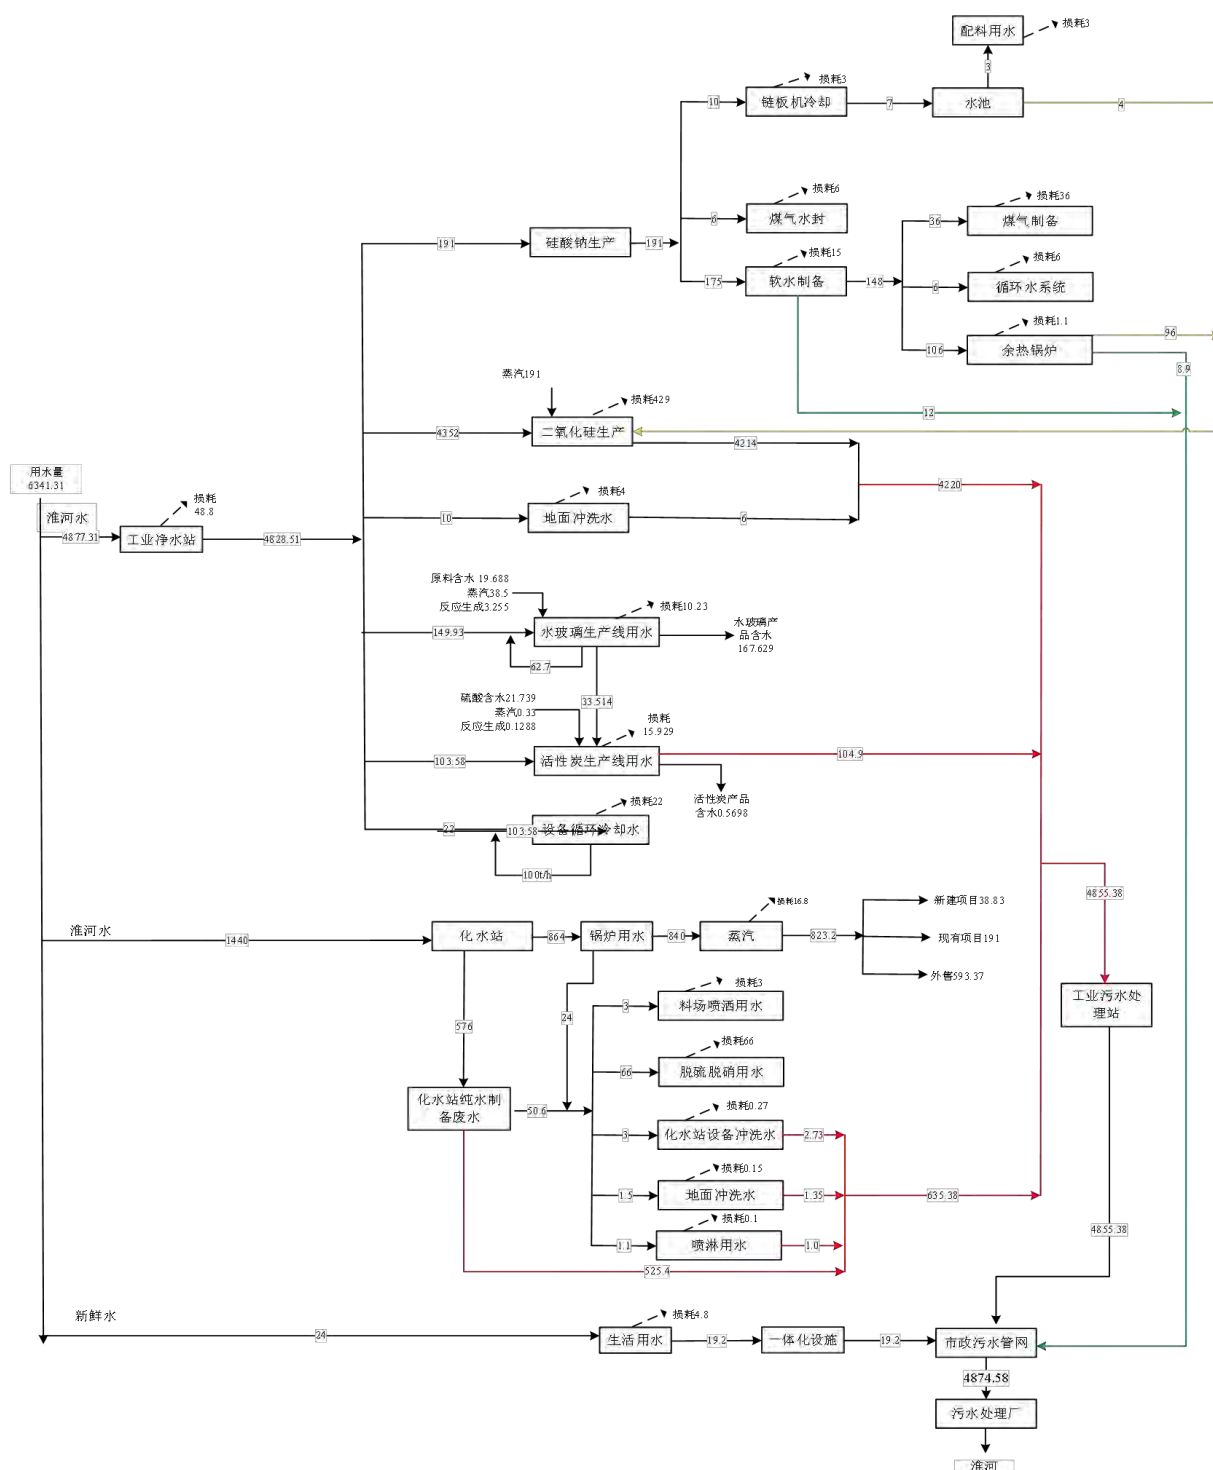 配料用水
损耗3
3
损耗3
10
链板机冷却
7
水池
4
损耗6
6
煤气水封
损耗36
36
煤气制备
191
硅酸钠生产
191
损耗15
175
软水制备
148
损耗6
6
循环水系统
损耗1.1
106
余热锅炉
96
8.9
12
蒸汽191
损耗429
4352
二氧化硅生产
4214
用水量
6341.31
4220
损耗
48.8
损耗4
淮河水
10
地面冲洗水
6
4877.31
工业净水站
4828.51
原料含水 19.688
蒸汽38.5
反应生成3.255
损耗10.23
149.93
水玻璃生产线用水
水玻璃产
品含水
167.629
62.7
33.514
硫酸含水21.739
蒸汽0.33
反应生成0.1288
损耗
15.929
103.58
活性炭生产线用水
104.9
活性炭产品
含水0.5698
损耗22
22
103.58
设备循环冷却水
100t/h
4855.38
损耗16.8
新建项目38.83
淮河水
1440
化水站
864
锅炉用水
840
蒸汽
823.2
现有项目191
外售593.37
损耗3
3
料场喷洒用水
工业污水处
理站
24
576
损耗66
66
脱硫脱硝用水
化水站纯水制
备废水
50.6
损耗0.27
3
化水站设备冲洗水
2.73
损耗0.15
1.5
地面冲洗水
1.35
635.38
损耗0.1
1.1
喷淋用水
1.0
4855.38
525.4
新鲜水
24
损耗4.8
生活用水
19.2
一体化设施
19.2
市政污水管网
4874.58
污水处理厂
淮河